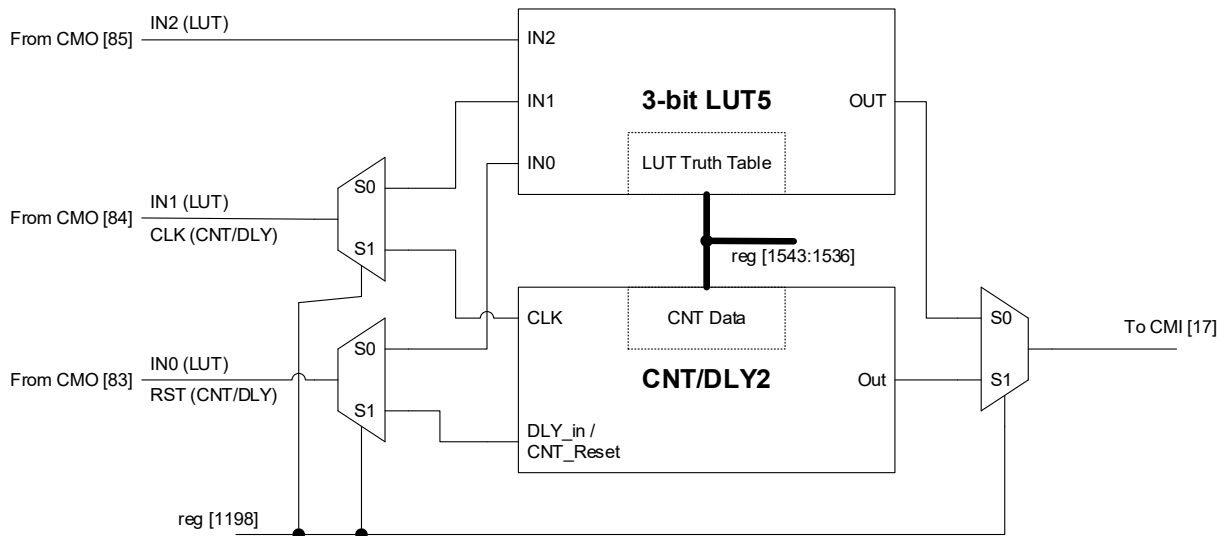 IN2 (LUT)
From CMO [85]
IN2
IN1
3-bit LUT5
OUT
IN0
LUT Truth Table
S0
IN1 (LUT)
From CMO [84]
CLK (CNT/DLY)
S1
reg [1543:1536]
CLK
CNT Data
S0
To CMI [17]
S0
IN0 (LUT)
From CMO [83]
RST (CNT/DLY)
CNT/DLY2
Out
S1
S1
DLY_in /
CNT_Reset
reg [1198]